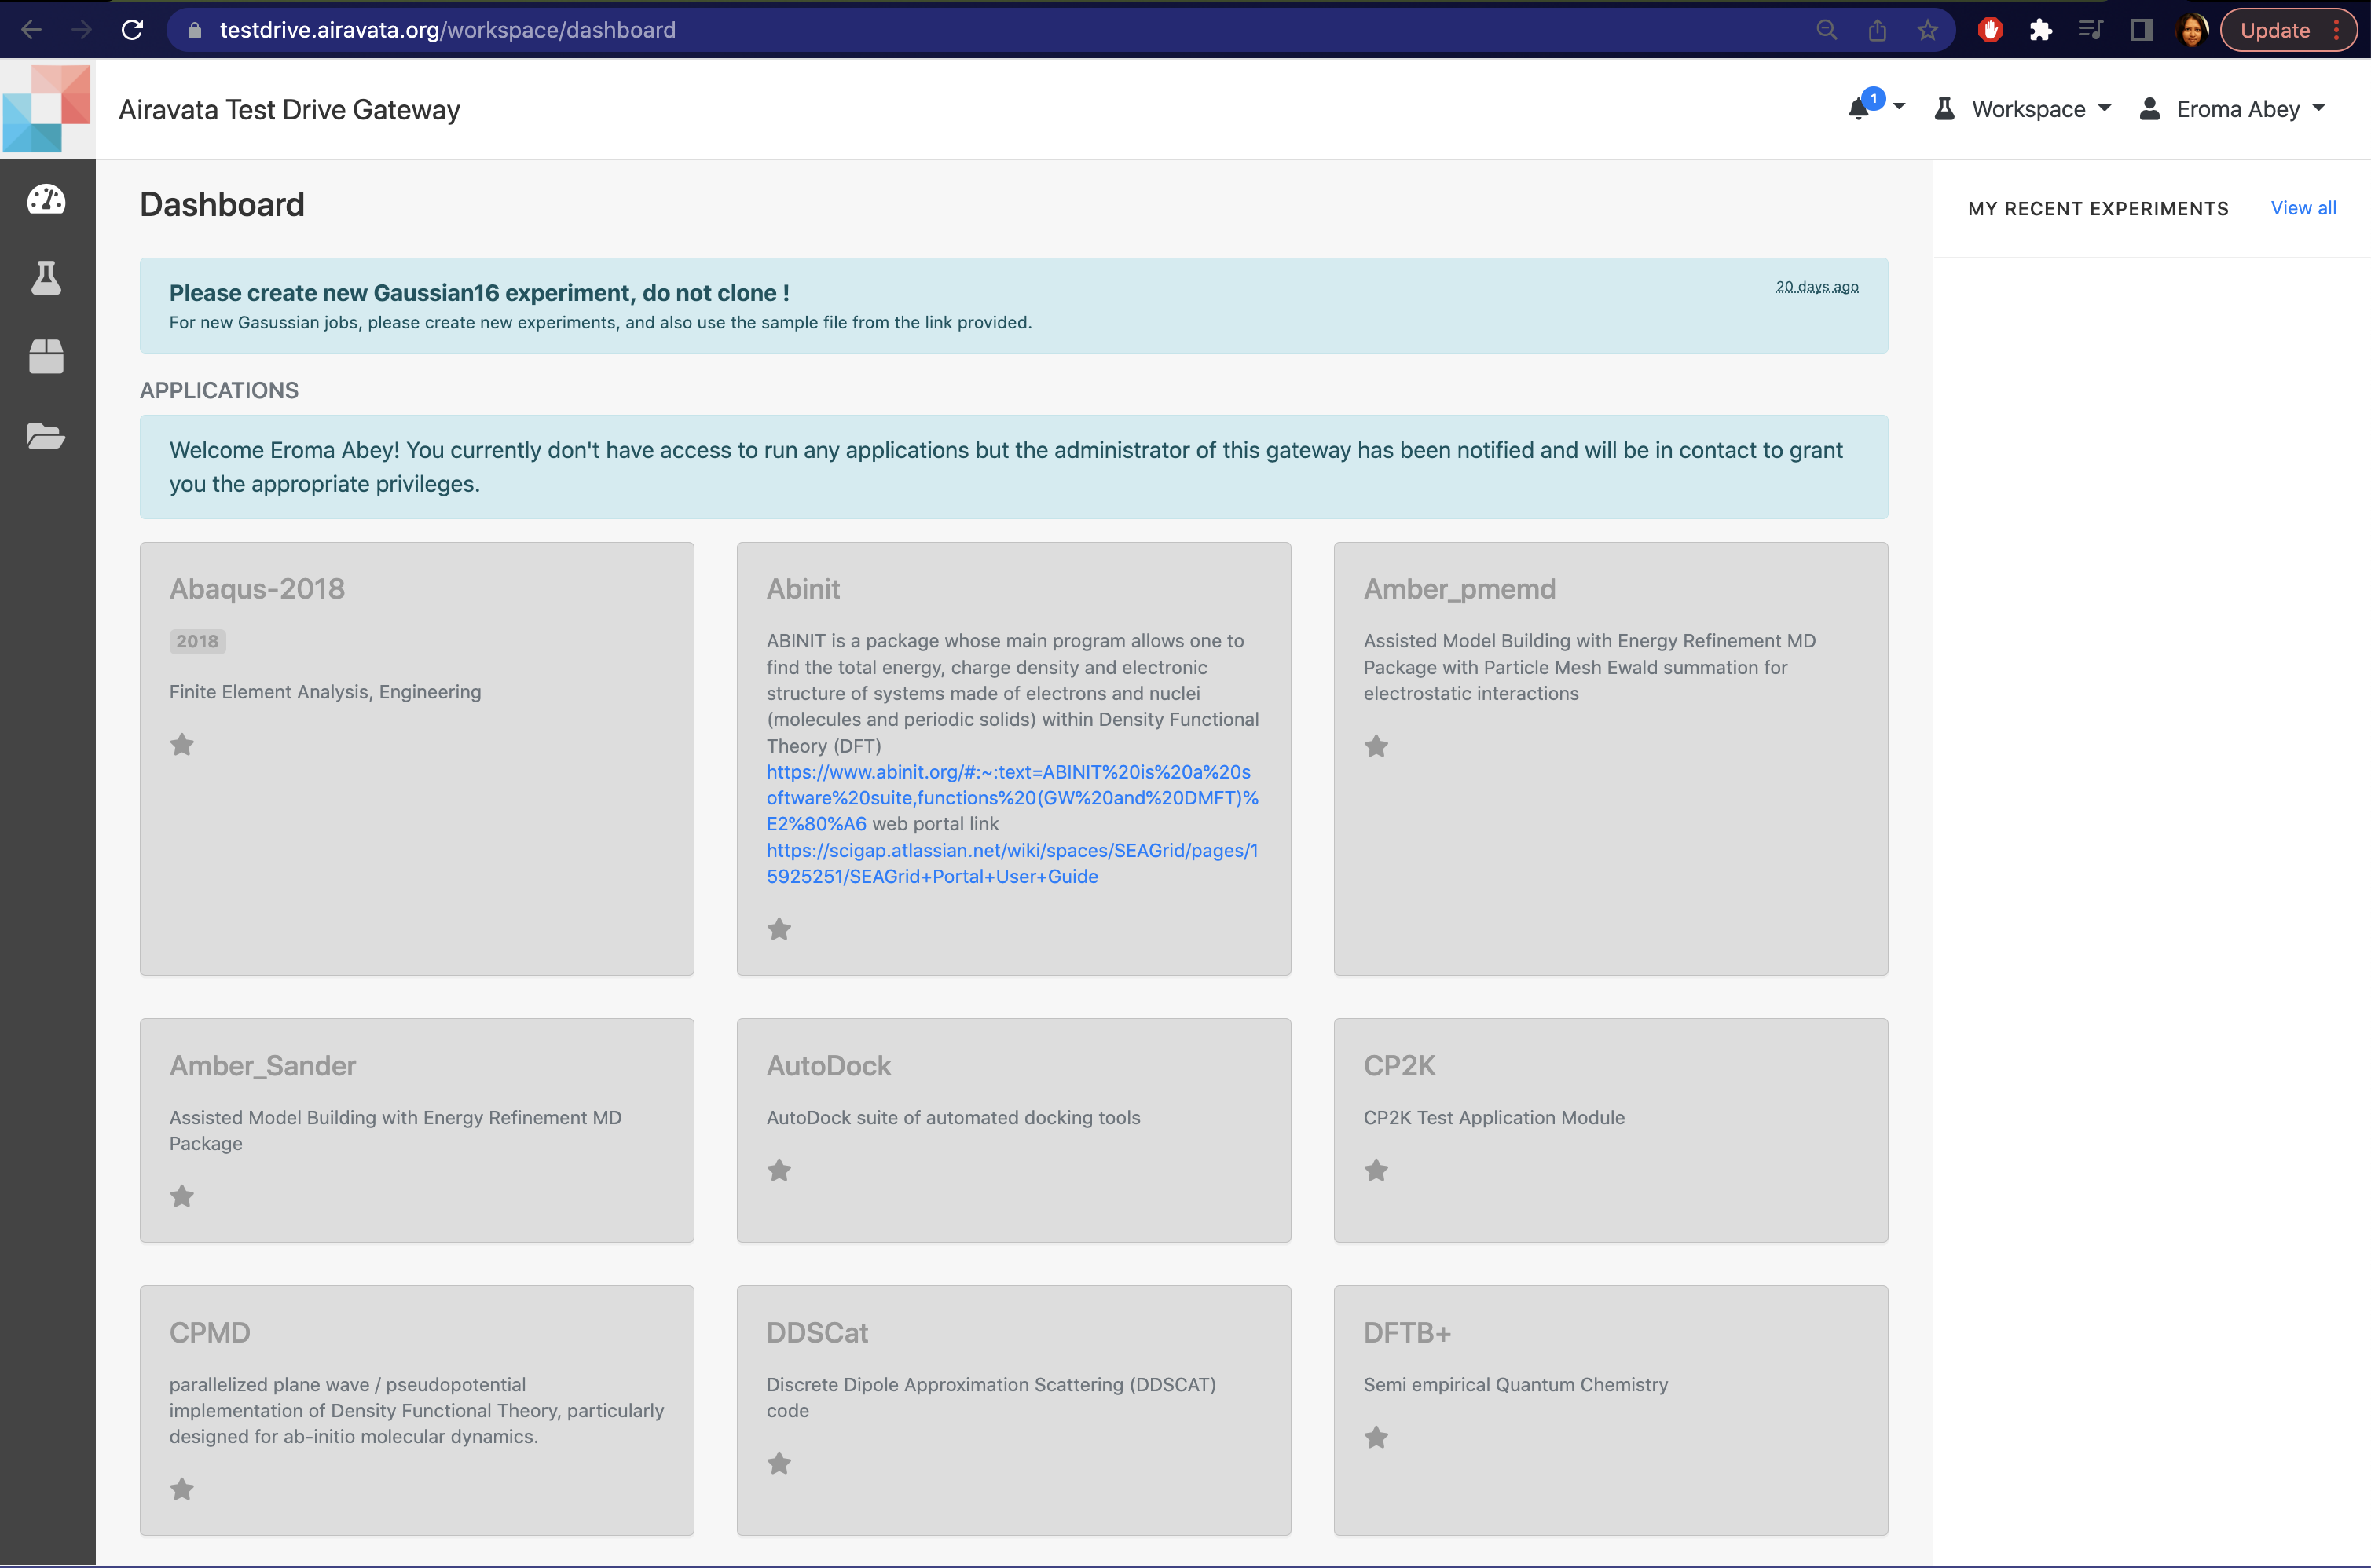 testdrive.airavata.org/workspace/dashboard
Update
Airavata Test Drive Gateway
1
Workspace
Eroma Abey
Dashboard
MY RECENT EXPERIMENTS
View all
Please create new Gaussian16 experiment, do not clone !
20 days ago
For new Gasussian jobs, please create new experiments, and also use the sample file from the link provided.
APPLICATIONS
Welcome Eroma Abey! You currently don't have access to run any applications but the administrator of this gateway has been notified and will be in contact to grant
you the appropriate privileges.
Abaqus-2018
2018
Finite Element Analysis, Engineering
Abinit
ABINIT is a package whose main program allows one to
find the total energy, charge density and electronic
structure of systems made of electrons and nuclei
(molecules and periodic solids) within Density Functional
Theory (DFT)
https://www.abinit.org/#:~:text=ABINIT%20is%20a%20s
oftware%20suite,functions%20(GW%20and%20DMFT)%
E2%80%A6 web portal link
https://scigap.atlassian.net/wiki/spaces/SEAGrid/pages/1
5925251/SEAGrid+Portal+User+Guide
Amber_pmemd
Assisted Model Building with Energy Refinement MD
Package with Particle Mesh Ewald summation for
electrostatic interactions
Amber_Sander
Assisted Model Building with Energy Refinement MD
Package
AutoDock
AutoDock suite of automated docking tools
CP2K
CP2K Test Application Module
CPMD
parallelized plane wave / pseudopotential
implementation of Density Functional Theory, particularly
designed for ab-initio molecular dynamics.
DDSCat
Discrete Dipole Approximation Scattering (DDSCAT)
code
DFTB+
Semi empirical Quantum Chemistry